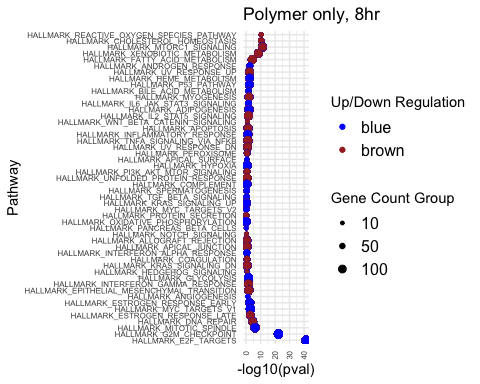 Polymer only, 8hr
HALLMARK_REACTIVE_OXYGEN_SPECIES_PATHWAY
HALLMARK_CHOLESTEROL_HOMEOSTASIS
HALLMARK_MTORC1_SIGNALING
HALLMARK_XENOBIOTIC_METABOLISM
HALLMARK_FATTY_ACID_METABOLISM
HALLMARK_ANDROGEN_RESPONSE
HALLMARK_UV_RESPONSE_UP
HALLMARK_HEME_METABOLISM
HALLMARK_P53_PATHWAY
HALLMARK_BILE_ACID_METABOLISM
HALLMARK_MYOGENESIS
HALLMARK_IL6_JAK_STAT3_SIGNALING
HALLMARK_ADIPOGENESIS
HALLMARK_IL2_STAT5_SIGNALING
HALLMARK_WNT_BETA_CATENIN_SIGNALING
HALLMARK_APOPTOSIS
HALLMARK_INFLAMMATORY_RESPONSE
HALLMARK_TNFA_SIGNALING_VIA_NFKB
HALLMARK_UV_RESPONSE_DN
HALLMARK_PEROXISOME
HALLMARK_APICAL_SURFACE
HALLMARK_HYPOXIA
HALLMARK_PI3K_AKT_MTOR_SIGNALING
HALLMARK_UNFOLDED_PROTEIN_RESPONSE
HALLMARK_COMPLEMENT
HALLMARK_SPERMATOGENESIS
HALLMARK_TGF_BETA_SIGNALING
HALLMARK_KRAS_SIGNALING_UP
HALLMARK_MYC_TARGETS_V2
HALLMARK_PROTEIN_SECRETION
HALLMARK_OXIDATIVE_PHOSPHORYLATION
HALLMARK_PANCREAS_BETA_CELLS
HALLMARK_NOTCH_SIGNALING
HALLMARK_ALLOGRAFT_REJECTION
HALLMARK_APICAL_JUNCTION
HALLMARK_INTERFERON_ALPHA_RESPONSE
HALLMARK_COAGULATION
HALLMARK_KRAS_SIGNALING_DN
HALLMARK_HEDGEHOG_SIGNALING
HALLMARK_GLYCOLYSIS
HALLMARK_INTERFERON_GAMMA_RESPONSE
HALLMARK_EPITHELIAL_MESENCHYMAL_TRANSITION
HALLMARK_ANGIOGENESIS
HALLMARK_ESTROGEN_RESPONSE_EARLY
HALLMARK_MYC_TARGETS_V1
HALLMARK_ESTROGEN_RESPONSE_LATE
HALLMARK_DNA_REPAIR
HALLMARK_MITOTIC_SPINDLE
HALLMARK_G2M_CHECKPOINT
HALLMARK_E2F_TARGETS
Pathway
0 10 20 30 40
-log10(pval)
Up/Down Regulation
blue
brown
Gene Count Group
10
50
100